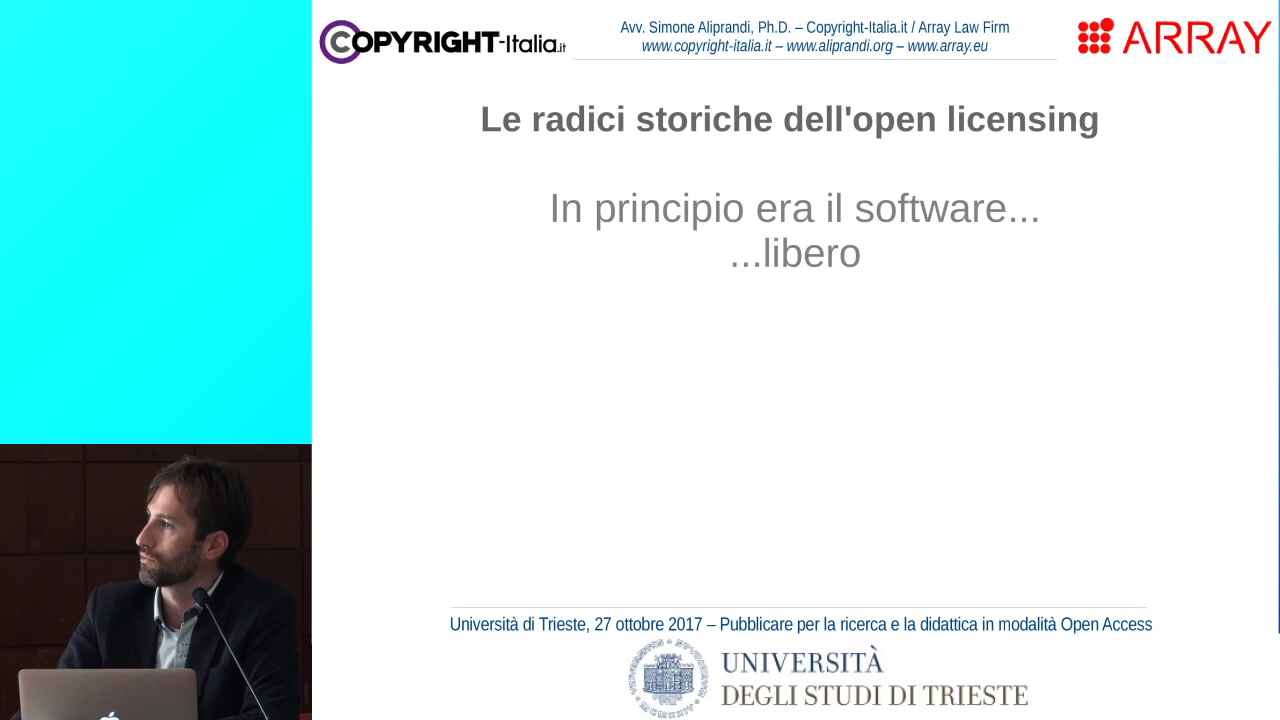 COPYRIGHT-Italia.it
Avv. Simone Aliprandi, Ph.D. – Copyright-Italia.it / Array Law Firm
www.copyright-italia.it – www.aliprandi.org – www.array.eu
ARRAY
Le radici storiche dell'open licensing
In principio era il software...
...libero
Università di Trieste, 27 ottobre 2017 – Pubblicare per la ricerca e la didattica in modalità Open Access
UNIVERSITÀ
DEGLI STUDI DI TRIESTE